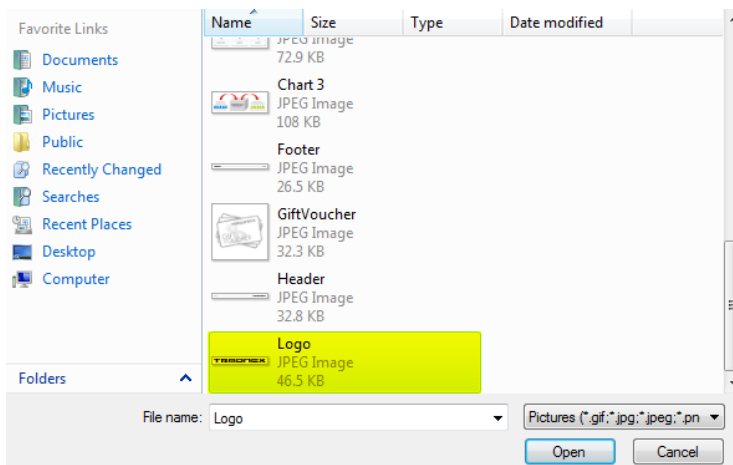 Favorite Links
Documents
Music
Pictures
Public
Recently Changed
Searches
Recent Places
Desktop
Computer
Folders
Name Size Type Date modified
JPEG Image
72.9 KB
Chart 3
JPEG Image
108 KB
Footer
JPEG Image
26.5 KB
GiftVoucher
JPEG Image
32.3 KB
Header
JPEG Image
32.8 KB
Logo
TRADNEX JPEG Image
46.5 KB
File name: Logo Pictures (*.gif;*.jpg;*.jpeg;*.pn
Open Cancel